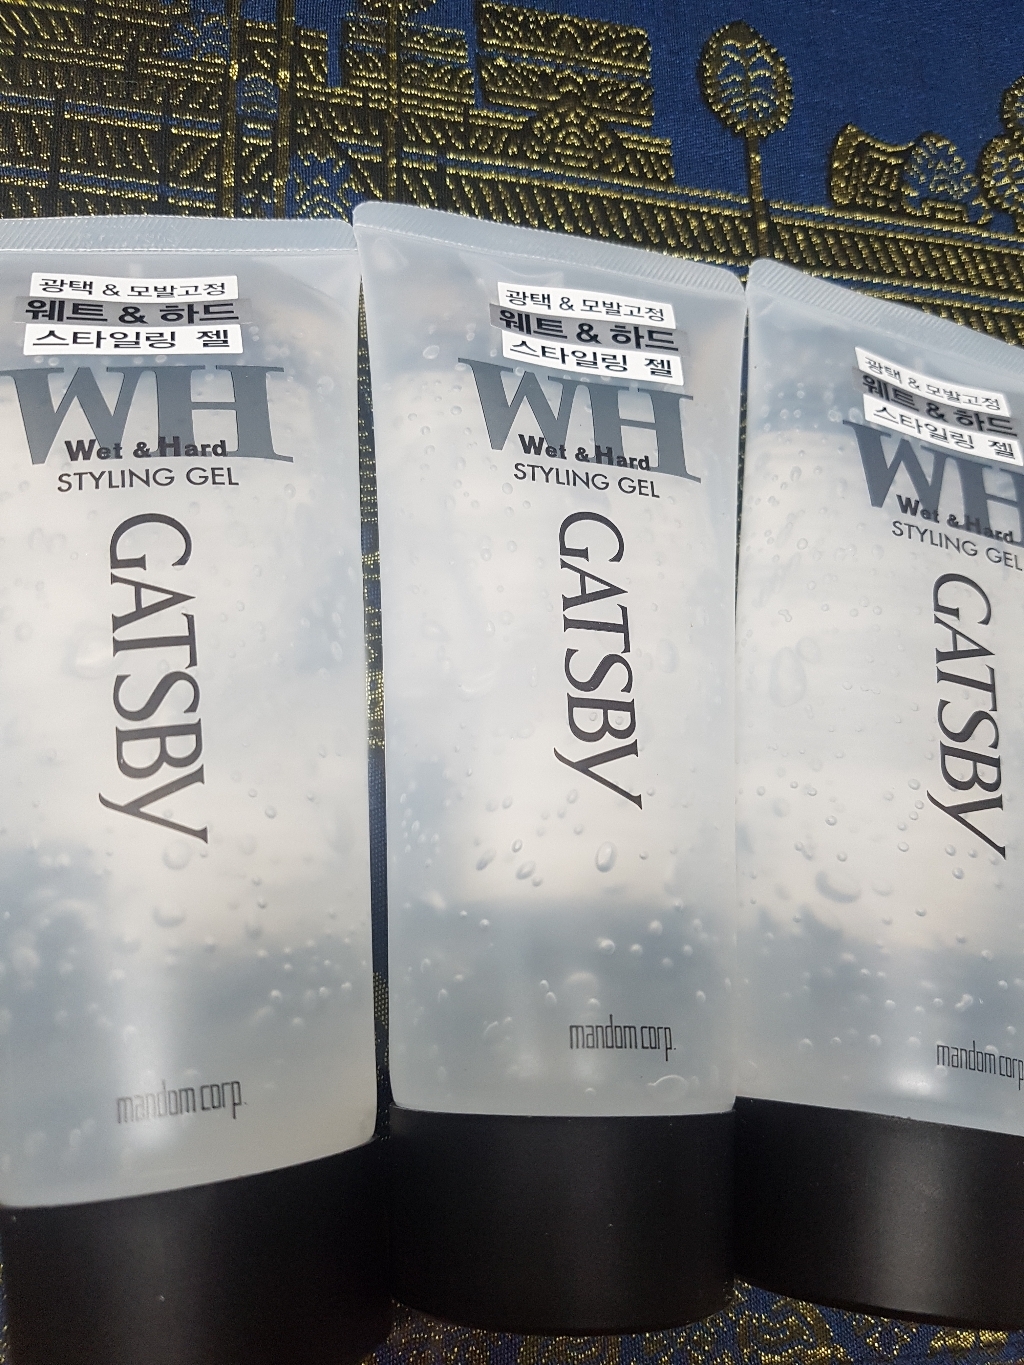 광택 & 모발고정
웨트 & 하드
스타일링 젤
WH
Wet & Hard
STYLING GEL
GATSBY
mandom corp.
광택 & 모발고정
웨트 & 하드
스타일링 젤
WH
Wet & Hard
STYLING GEL
GATSBY
mandom corp.
광택 & 모발고정
웨트 & 하드
스타일링 젤
WH
Wet & Hard
STYLING GEL
GATSBY
mandom corp